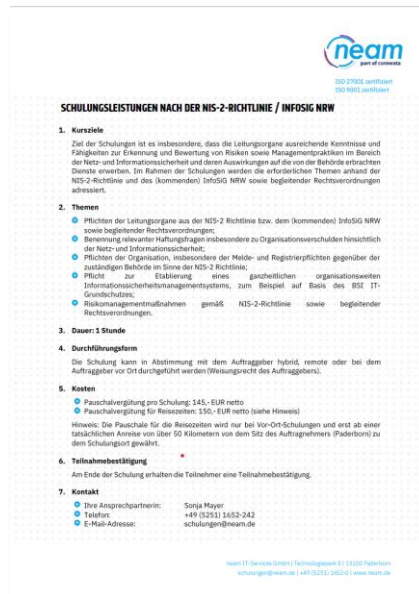 neam
part of connexta
ISO 27001 zertifiziert
ISO 9001 zertifiziert
SCHULUNGSLEISTUNGEN NACH DER NIS-2-RICHTLINIE / INFOSIG NRW
1. Kursziele
Ziel der Schulungen ist es insbesondere, dass die Leitungsorgane ausreichende Kenntnisse und
Fähigkeiten zur Erkennung und Bewertung von Risiken sowie Managementpraktiken im Bereich
der Netz- und Informationssicherheit und deren Auswirkungen auf die von der Behörde erbrachten
Dienste erwerben. Im Rahmen der Schulungen werden die erforderlichen Themen anhand der
NIS-2-Richtlinie und des (kommenden) InfoSiG NRW sowie begleitender Rechtsverordnungen
adressiert.
2. Themen
Pflichten der Leitungsorgane aus der NIS-2 Richtlinie bzw. dem (kommenden) InfoSiG NRW
sowie begleitender Rechtsverordnungen;
Benennung relevanter Haftungsfragen insbesondere zu Organisationsverschulden hinsichtlich
der Netz- und Informationssicherheit;
Pflichten der Organisation, insbesondere der Melde- und Registrierpflichten gegenüber der
zuständigen Behörde im Sinne der NIS-2 Richtlinie;
Pflicht zur Etablierung eines ganzheitlichen organisationsweiten
Informationssicherheitsmanagementsystems, zum Beispiel auf Basis des BSI IT-
Grundschutzes;
Risikomanagementmaßnahmen gemäß NIS-2-Richtlinie sowie begleitender
Rechtsverordnungen.
3. Dauer: 1 Stunde
4. Durchführungsform
Die Schulung kann in Abstimmung mit dem Auftraggeber hybrid, remote oder bei dem
Auftraggeber vor Ort durchgeführt werden (Weisungsrecht des Auftraggebers).
5. Kosten
Pauschalvergütung pro Schulung: 145,- EUR netto
Pauschalvergütung für Reisezeiten: 150,- EUR netto (siehe Hinweis)
Hinweis: Die Pauschale für die Reisezeiten wird nur bei Vor-Ort-Schulungen und erst ab einer
tatsächlichen Anreise von über 50 Kilometern von dem Sitz des Auftragnehmers (Paderborn) zu
dem Schulungsort gewährt.
6. Teilnahmebestätigung
Am Ende der Schulung erhalten die Teilnehmer eine Teilnahmebestätigung.
7. Kontakt
Ihre Ansprechpartnerin: Sonja Mayer
Telefon: +49 (5251) 1652-242
E-Mail-Adresse: schulungen@neam.de
neam IT-Services GmbH | Technologiepark 8 | 33100 Paderborn
schulungen@neam.de | +49 (5251) 1652-0 | www.neam.de